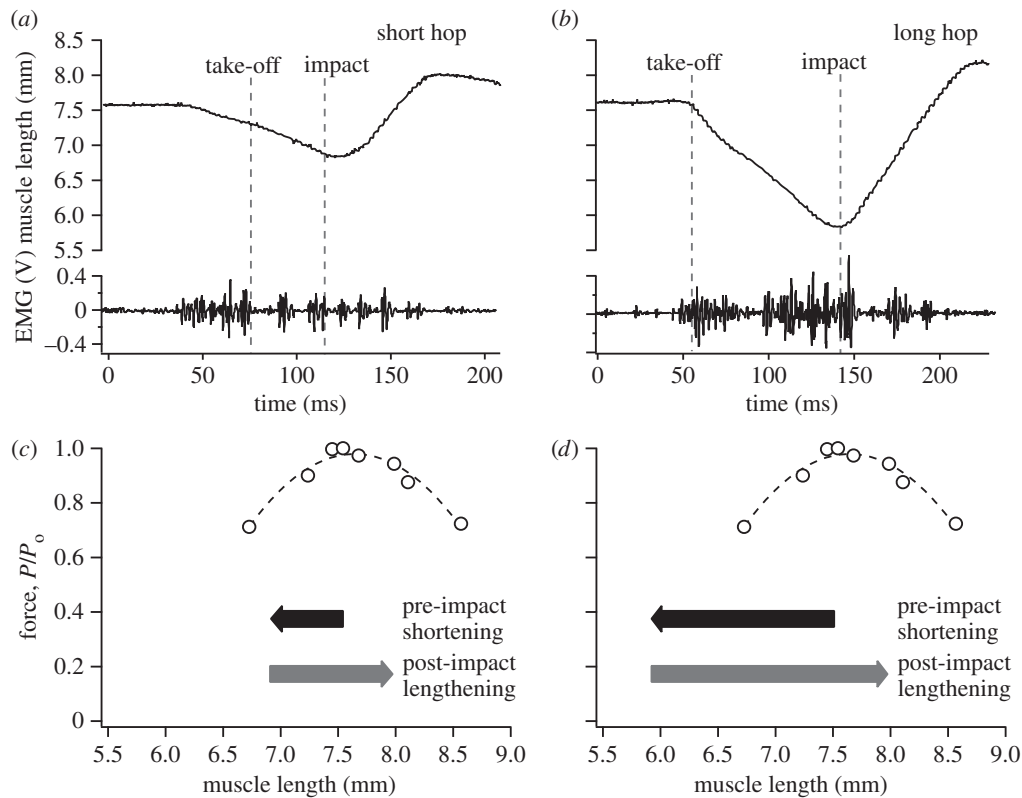 (a)
short hop
(b)
long hop
8.5
8.0
7.5
7.0
6.5
6.0
5.5
take-off
impact
take-off
impact
EMG (V) muscle length (mm)
0.4
0
−0.4
0
50
100
150
200
time (ms)
0
50
100
150
200
time (ms)
(c)
(d)
1.0
0.8
0.6
0.4
0.2
0
force, P/Po
pre-impact
shortening
post-impact
lengthening
pre-impact
shortening
post-impact
lengthening
5.5
6.0
6.5
7.0
7.5
8.0
8.5
9.0
muscle length (mm)
5.5
6.0
6.5
7.0
7.5
8.0
8.5
9.0
muscle length (mm)